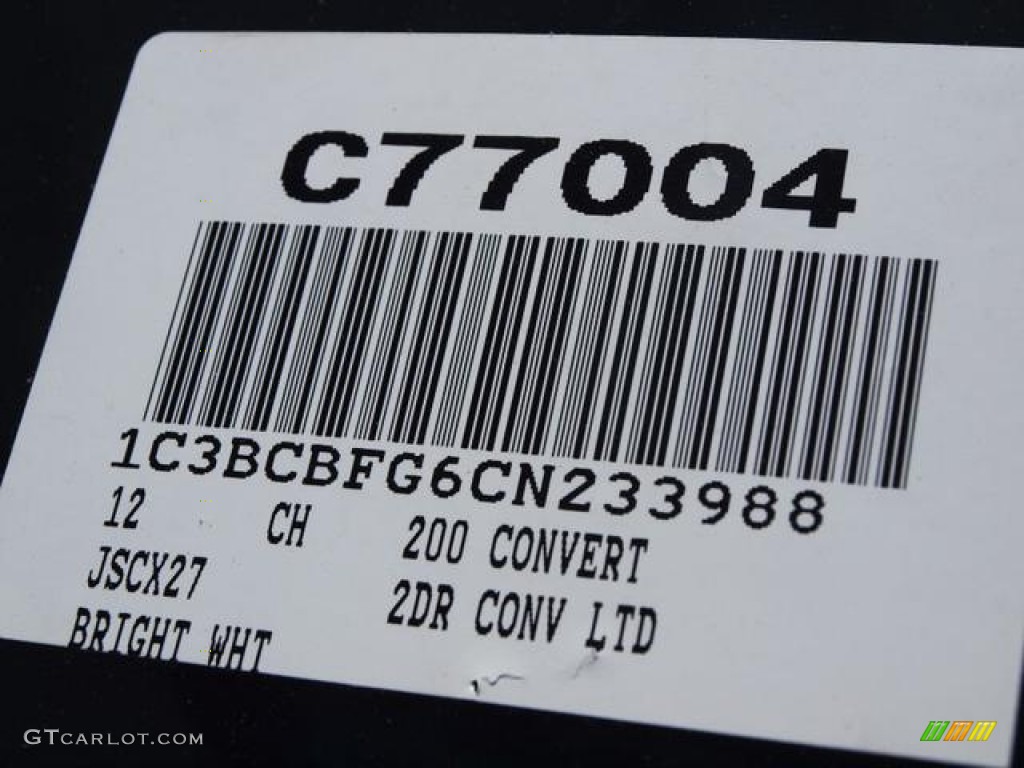 C77004
1C3BCBFG6CN233988
12 CH 200 CONVERT
JSCX27 2DR CONV LTD
BRIGHT WHT
GTCARLOT.COM